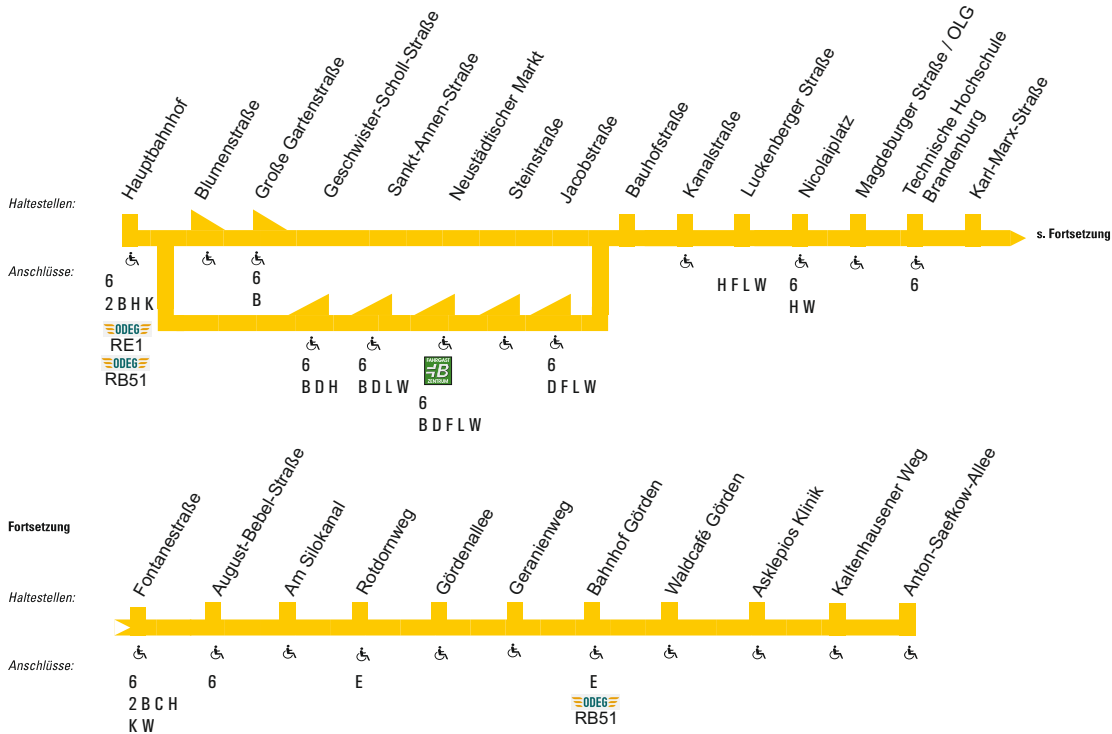 Haltestellen:
Hauptbahnhof
Blumenstraße
Große Gartenstraße
Geschwister-Scholl-Straße
Sankt-Annen-Straße
Neustädtischer Markt
Steinstraße
Jacobstraße
Bauhofstraße
Kanalstraße
Luckenberger Straße
Nicolaiplatz
Magdeburger Straße / OLG
Technische Hochschule
Brandenburg
Karl-Marx-Straße
s. Fortsetzung
Anschlüsse:
6
2 B H K
ODEG
RE1
ODEG
RB51
6
B
6
B D H
6
B D L W
FAHRGAST
B
ZENTRUM
6
B D F L W
6
D F L W
H F L W
6
H W
6
Fortsetzung
Haltestellen:
Fontanestraße
August-Bebel-Straße
Am Silokanal
Rotdornweg
Gördenallee
Geranienweg
Bahnhof Görden
Waldcafé Görden
Asklepios Klinik
Kaltenhausener Weg
Anton-Saefkow-Allee
Anschlüsse:
6
2 B C H
K W
6
E
E
ODEG
RB51